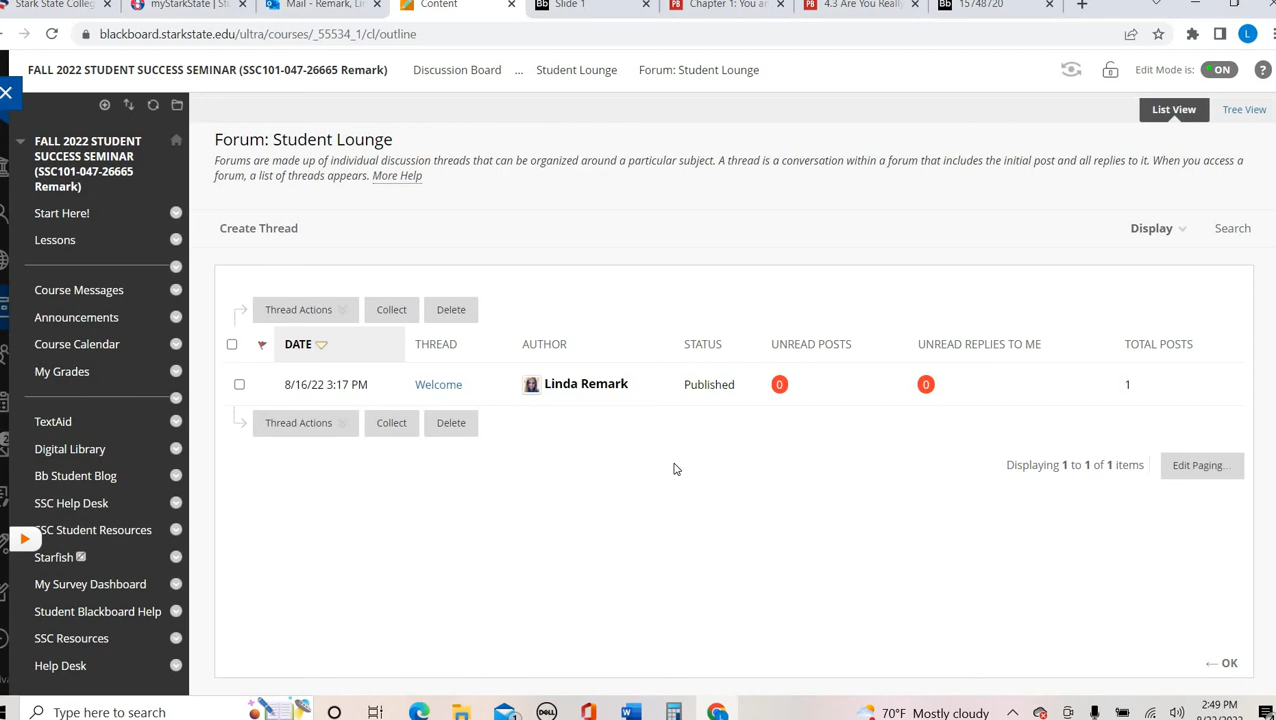 Stark State Colleg
myStarkState | St
Mail - Remark, Lin
Content
Slide 1
Chapter 1: You ar
4.3 Are You Really
15748720
blackboard.starkstate.edu/ultra/courses/_55534_1/cl/outline
L
FALL 2022 STUDENT SUCCESS SEMINAR (SSC101-047-26665 Remark) Discussion Board ... Student Lounge Forum: Student Lounge
Edit Mode is: ON ?
List View Tree View
FALL 2022 STUDENT
SUCCESS SEMINAR
(SSC101-047-26665
Remark)
Start Here!
Lessons
Course Messages
Announcements
Course Calendar
My Grades
TextAid
Digital Library
Bb Student Blog
SSC Help Desk
SSC Student Resources
Starfish
My Survey Dashboard
Student Blackboard Help
SSC Resources
Help Desk
Forum: Student Lounge
Forums are made up of individual discussion threads that can be organized around a particular subject. A thread is a conversation within a forum that includes the initial post and all replies to it. When you access a
forum, a list of threads appears. More Help
Create Thread Display Search
Thread Actions Collect Delete
DATE THREAD AUTHOR STATUS UNREAD POSTS UNREAD REPLIES TO ME TOTAL POSTS
8/16/22 3:17 PM Welcome Linda Remark Published 0 0 1
Thread Actions Collect Delete
Displaying 1 to 1 of 1 items Edit Paging...
← OK
Type here to search
70°F Mostly cloudy
2:49 PM